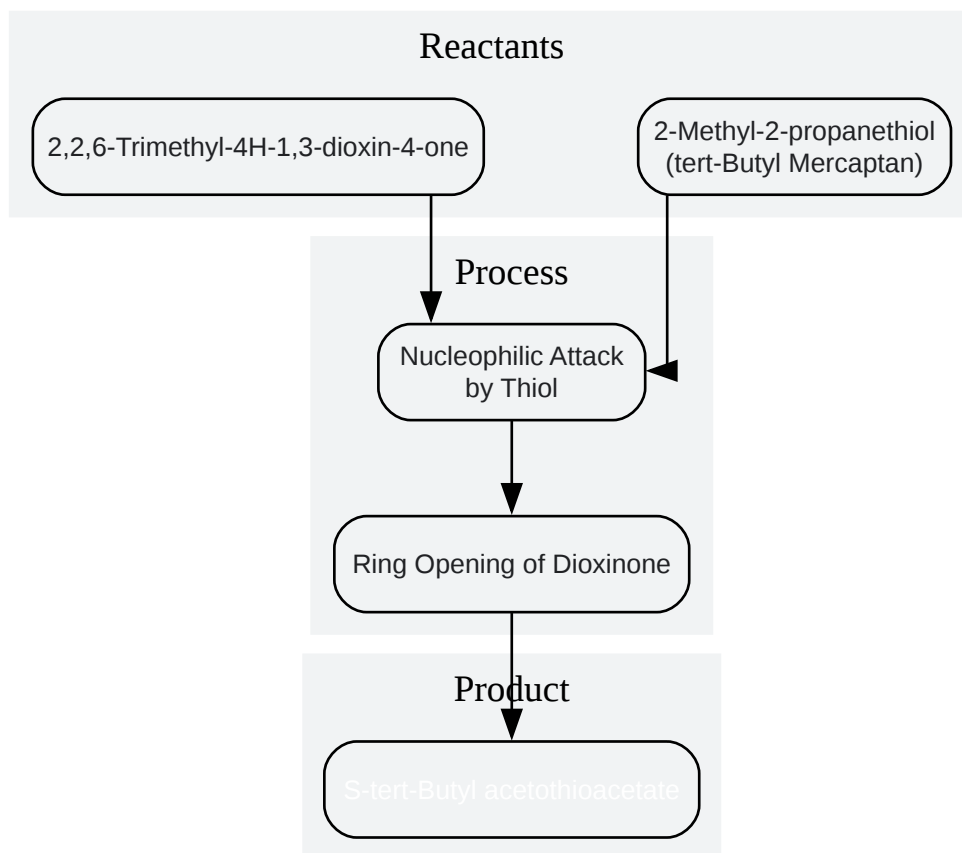 Reactants
2,2,6-Trimethyl-4H-1,3-dioxin-4-one
2-Methyl-2-propanethiol
(tert-Butyl Mercaptan)
Process
Nucleophilic Attack
by Thiol
Ring Opening of Dioxinone
Product
S-tert-Butyl acetothioacetate